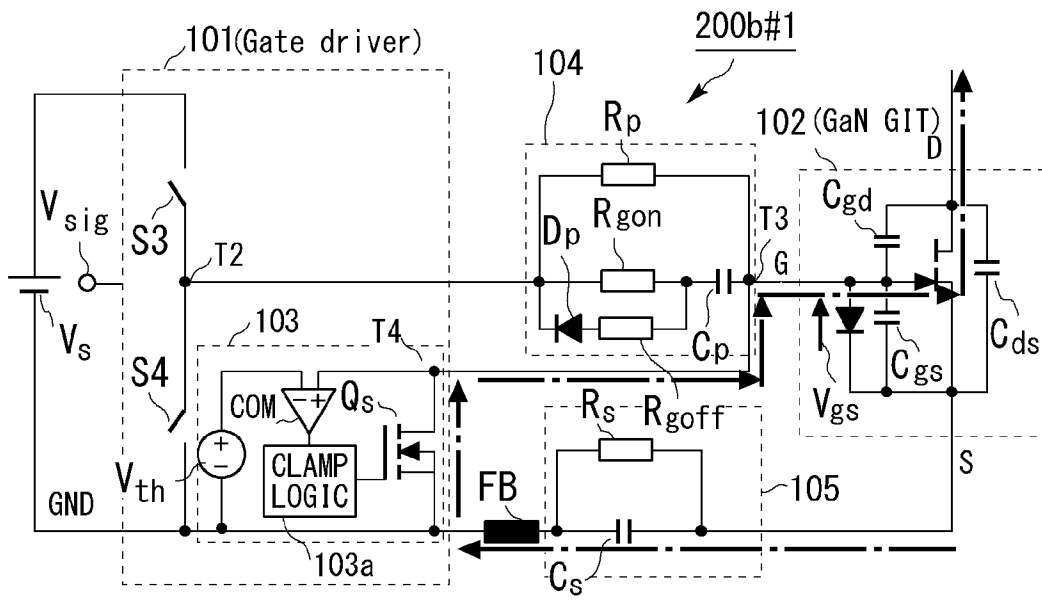 200b#1
101(Gate driver)
104
102(GaN GIT)
D
Rp
Cgd
Vsig
S3
T2
Dp
Rgon
T3
G
Vs
Cp
Cds
S4
103
T4
Cgs
COM
- +
Qs
Rs
Rgoff
Vgs
+
-
Vth
CLAMP
LOGIC
FB
105
S
GND
103a
Cs